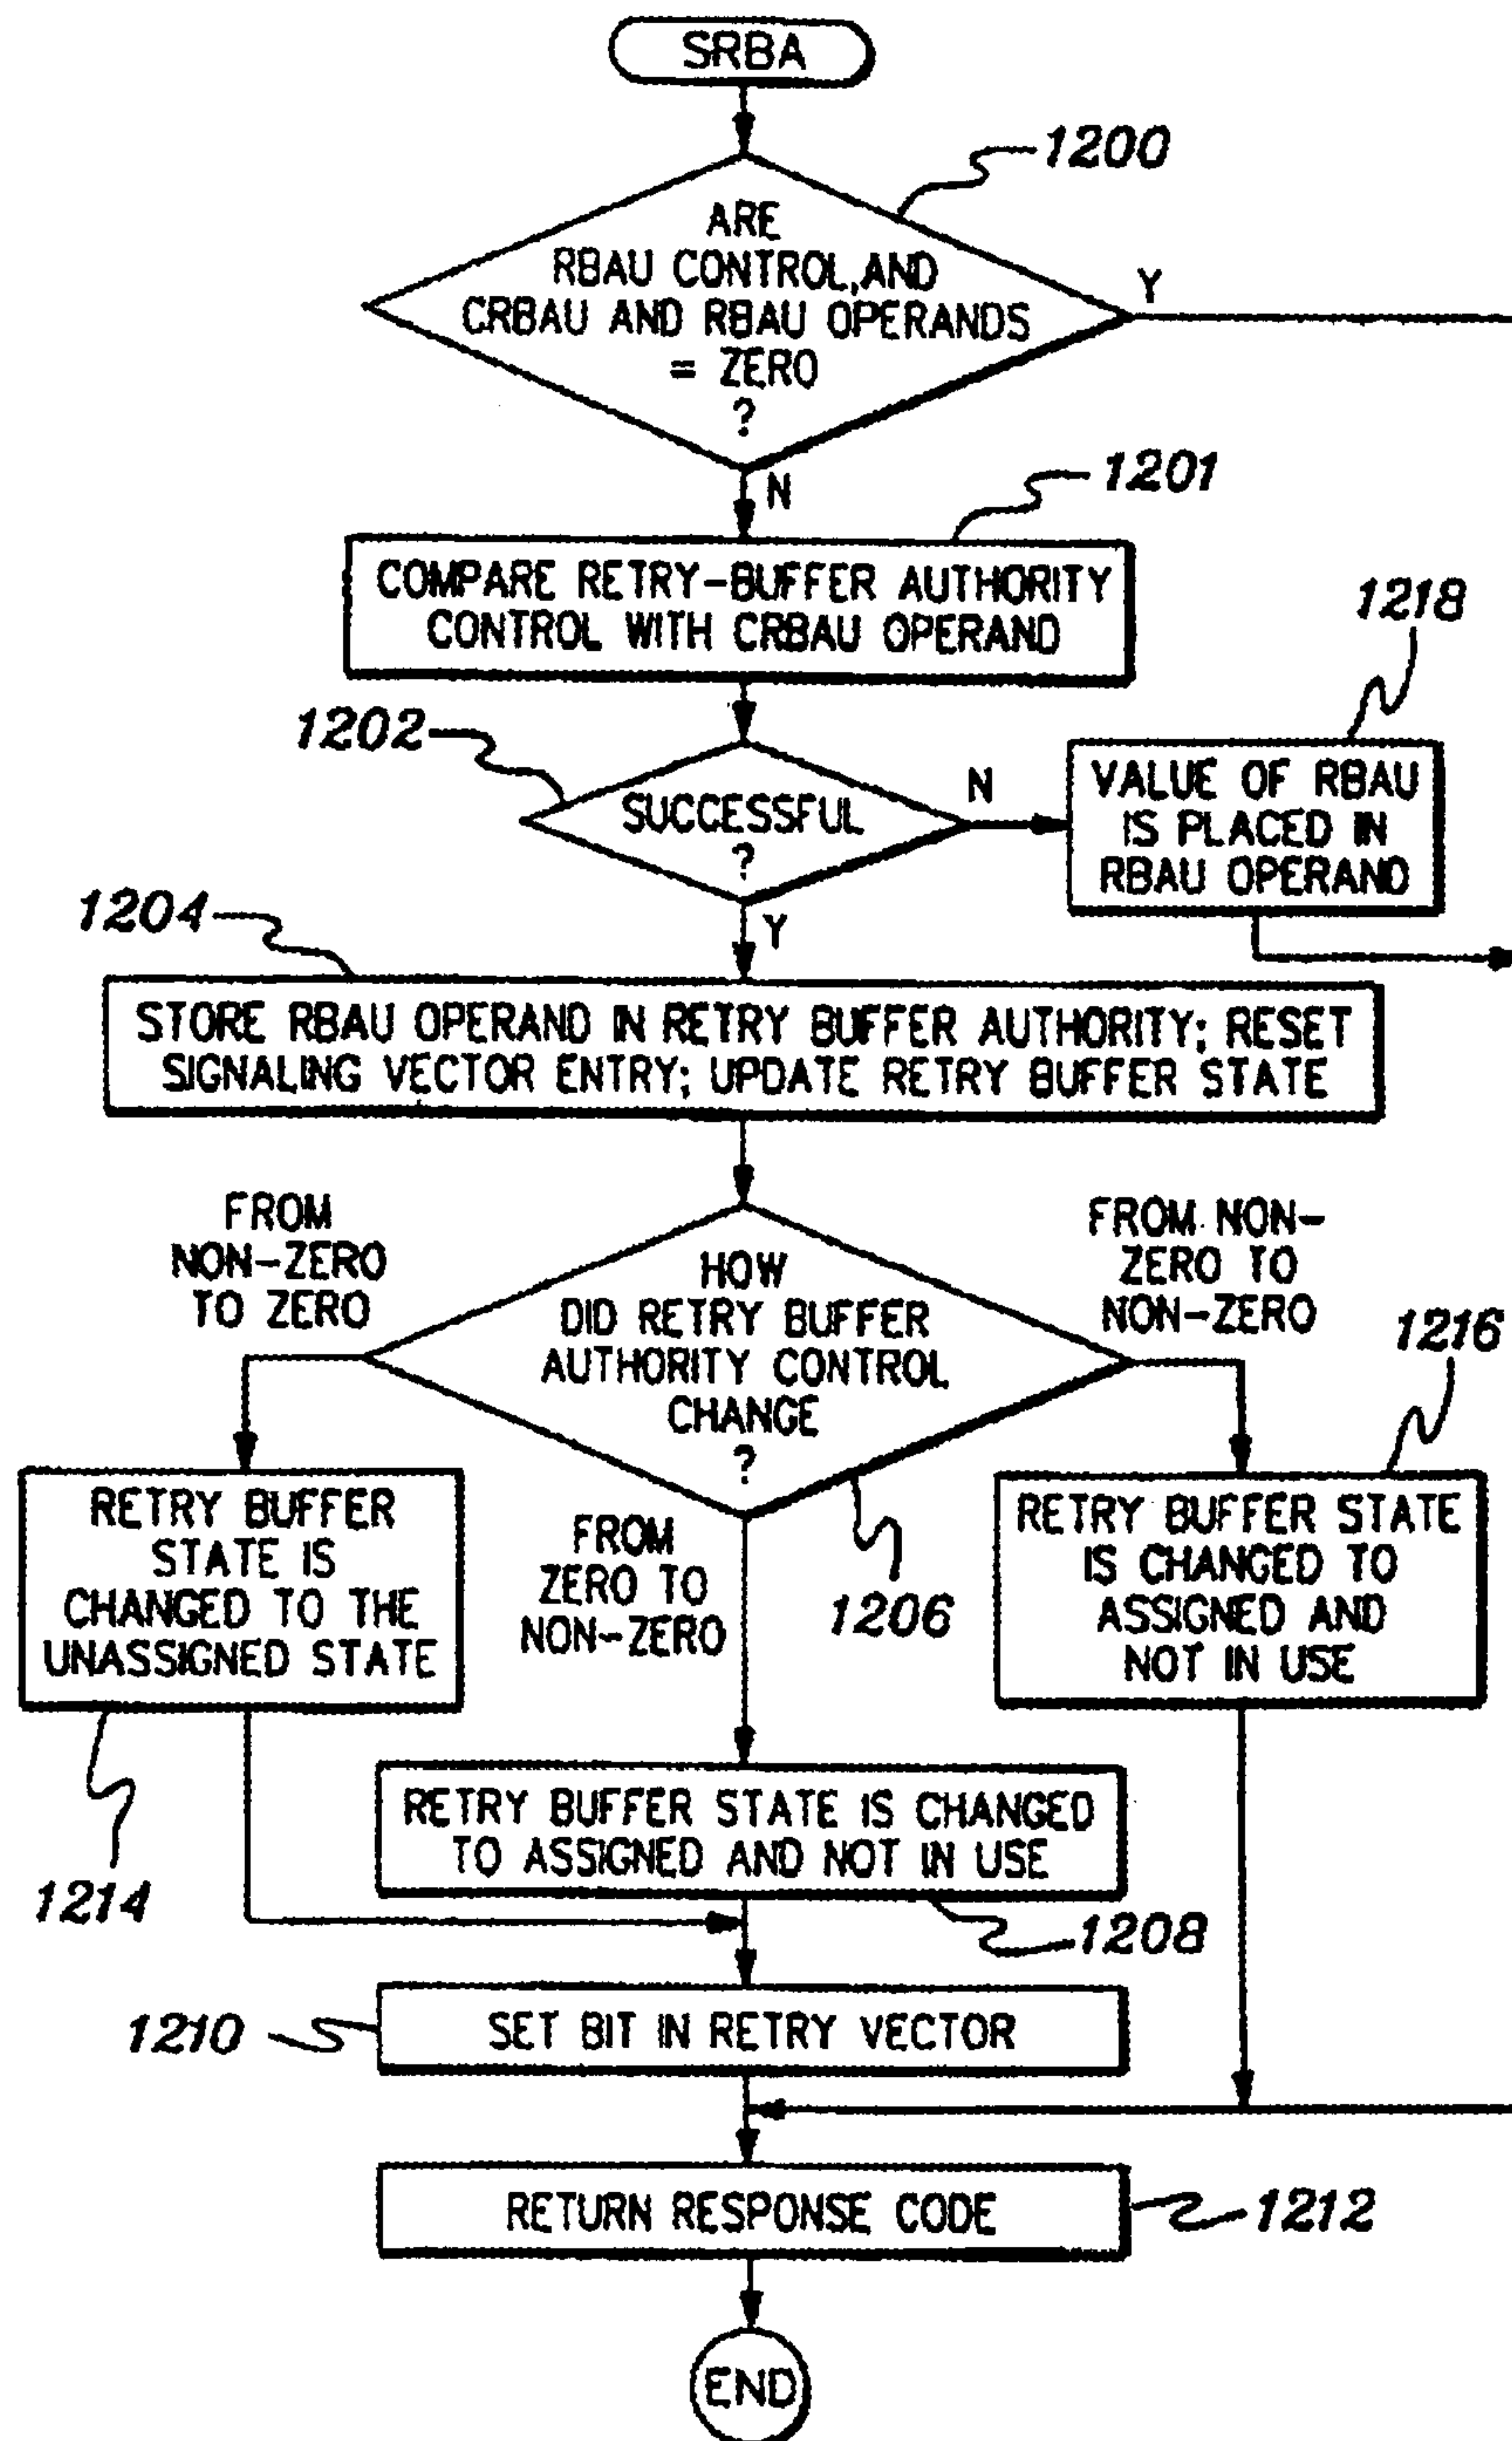 SRBA
1200
ARE
RBAU CONTROL, AND
CRBAU AND RBAU OPERANDS
= ZERO
?
Y
N
1201
COMPARE RETRY-BUFFER AUTHORITY
CONTROL WITH CRBAU OPERAND
1218
1202
SUCCESSFUL
?
N
VALUE OF RBAU
IS PLACED IN
RBAU OPERAND
Y
1204
STORE RBAU OPERAND IN RETRY BUFFER AUTHORITY; RESET
SIGNALING VECTOR ENTRY; UPDATE RETRY BUFFER STATE
FROM
NON-ZERO
TO ZERO
HOW
DID RETRY BUFFER
AUTHORITY CONTROL
CHANGE
?
FROM NON-
ZERO TO
NON-ZERO
1216
RETRY BUFFER
STATE IS
CHANGED TO THE
UNASSIGNED STATE
FROM
ZERO TO
NON-ZERO
1206
RETRY BUFFER STATE
IS CHANGED TO
ASSIGNED AND
NOT IN USE
RETRY BUFFER STATE IS CHANGED
TO ASSIGNED AND NOT IN USE
1214
1208
1210
SET BIT IN RETRY VECTOR
RETURN RESPONSE CODE
1212
END